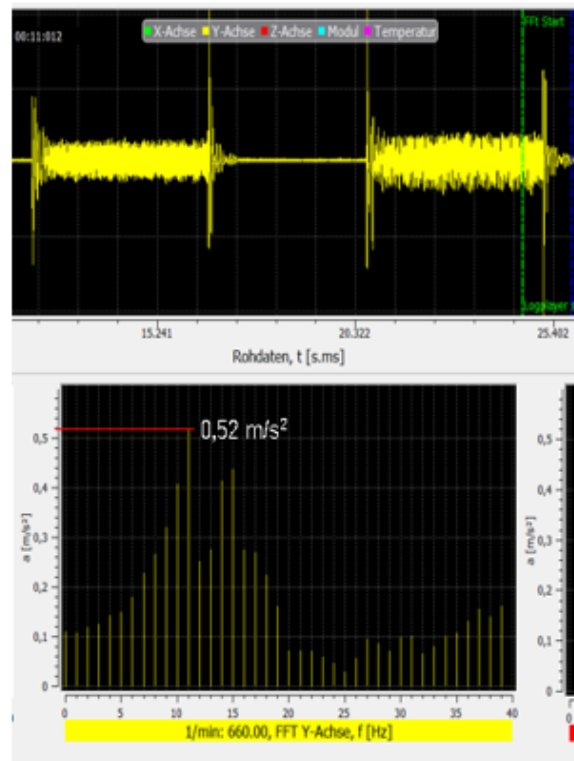 FFt Start
X-Achse Y-Achse Z-Achse Modul Temperatur
00:11:012
Logplayer
15.241 20.322 25.402
Rohdaten, t [s.ms]
0,52 m/s²
0,5
0,4
0,3
0,2
0,1
0
a [m/s²]
0 5 10 15 20 25 30 35 40
1/min: 660.00, FFT Y-Achse, f [Hz]
0,5
0,4
0,3
0,2
0,1
0
a [m/s²]
0